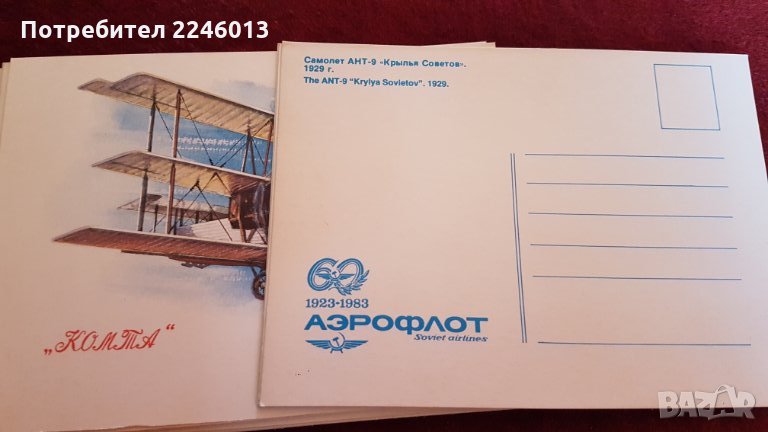 Потребител 2246013
Самолет АНТ-9 «Крылья Советов».
1929 г.
The ANT-9 "Krylya Sovietov". 1929.
60
1923-1983
АЭРОФЛОТ
Soviet airlines
„КОМТА“
BAZAR